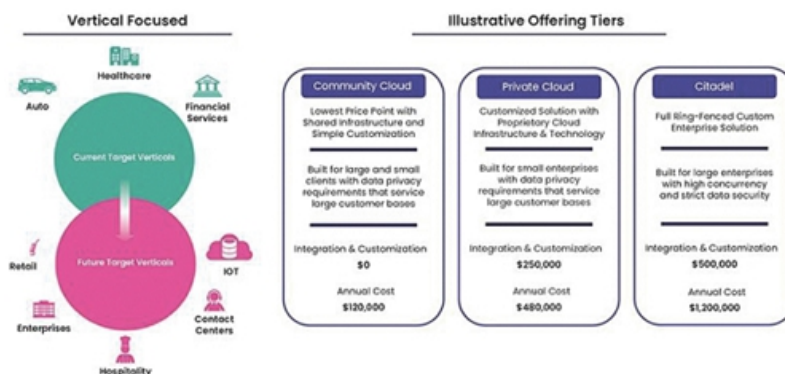 Vertical Focused
Healthcare
Auto
Financial
Services
Current Target Verticals
Future Target Verticals
Retail
IOT
Enterprises
Contact
Centers
Hospitality
Illustrative Offering Tiers
Community Cloud
Lowest Price Point with
Shared Infrastructure and
Simple Customization
Built for large and small
clients with data privacy
requirements that service
large customer bases
Integration & Customization
$0
Annual Cost
$120,000
Private Cloud
Customized Solution with
Proprietary Cloud
Infrastructure & Technology
Built for small enterprises
with data privacy
requirements that service
large customer bases
Integration & Customization
$250,000
Annual Cost
$480,000
Citadel
Full Ring-Fenced Custom
Enterprise Solution
Built for large enterprises
with high concurrency
and strict data security
Integration & Customization
$500,000
Annual Cost
$1,200,000